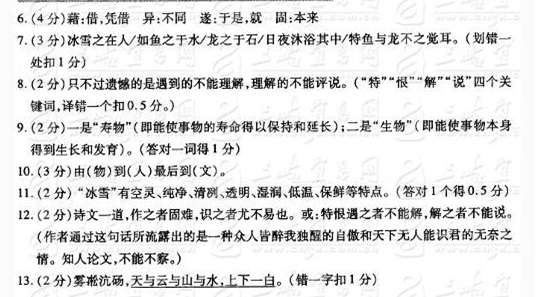 6.(4分)藉:借,凭借 异:不同 遂:于是,就 固:本来
7.(3分)冰雪之在人/如鱼之于水/龙之于石/日夜沐浴其中/特鱼与龙不之觉耳。(划错一
处扣1分)
8.(2分)只不过遗憾的是遇到的不能理解,理解的不能评说。(“特”“恨”“解”“说”四个关
键词,译错一个扣0.5分。)
9.(2分)一是“寿物”(即能使事物的寿命得以保持和延长);二是“生物”(即能使事物本身
得到生长和发育)。(答对一词得1分)
10.(3分)由(物)到(人)最后到(文)。
11.(2分)“冰雪”有空灵、纯净、清冽、透明、湿润、低温、保鲜等特点。(答对1个得0.5分)
12.(2分)诗文一道,作之者固难,识之者尤不易也。或:特恨遇之者不能解,解之者不能说。
(作者通过这句话所流露出的是一种众人皆醉我独醒的自傲和天下无人能识君的无奈之
情。知人论文,不能不察。)
13.(2分)雾凇沆砀,天与云与山与水,上下一白。(错一字扣1分)